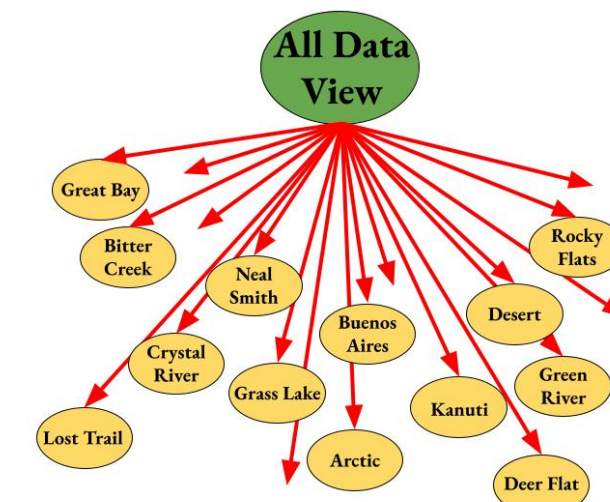 All Data
View
Great Bay
Bitter
Creek
Rocky
Flats
Neal
Smith
Desert
Buenos
Aires
Crystal
River
Green
River
Grass Lake
Kanuti
Lost Trail
Arctic
Deer Flat